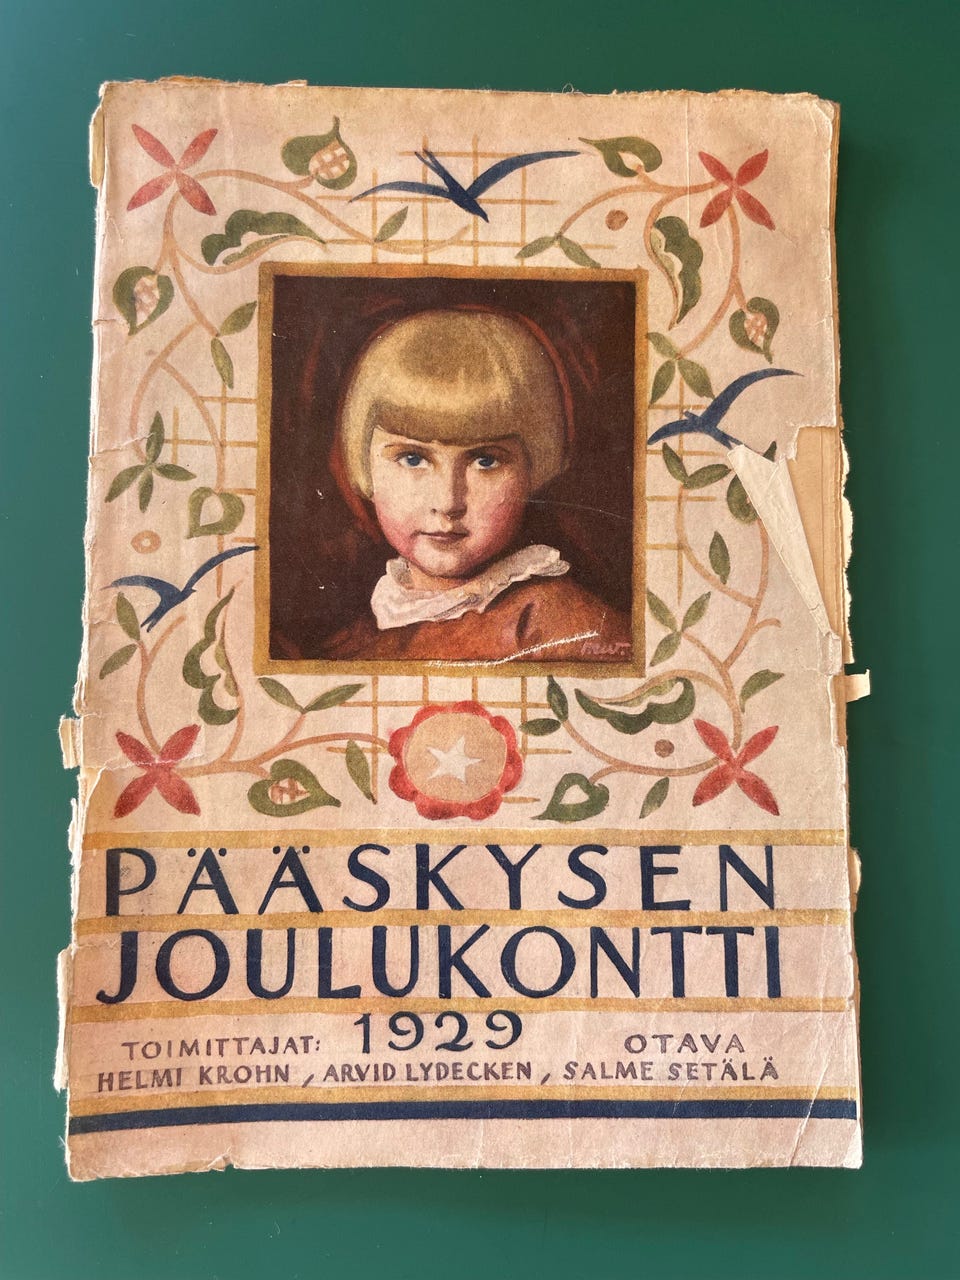 PÄÄSKYSEN
JOULUKONTTI
1929
TOIMITTAJAT: OTAVA
HELMI KROHN, ARVID LYDECKEN, SALME SETÄLÄ